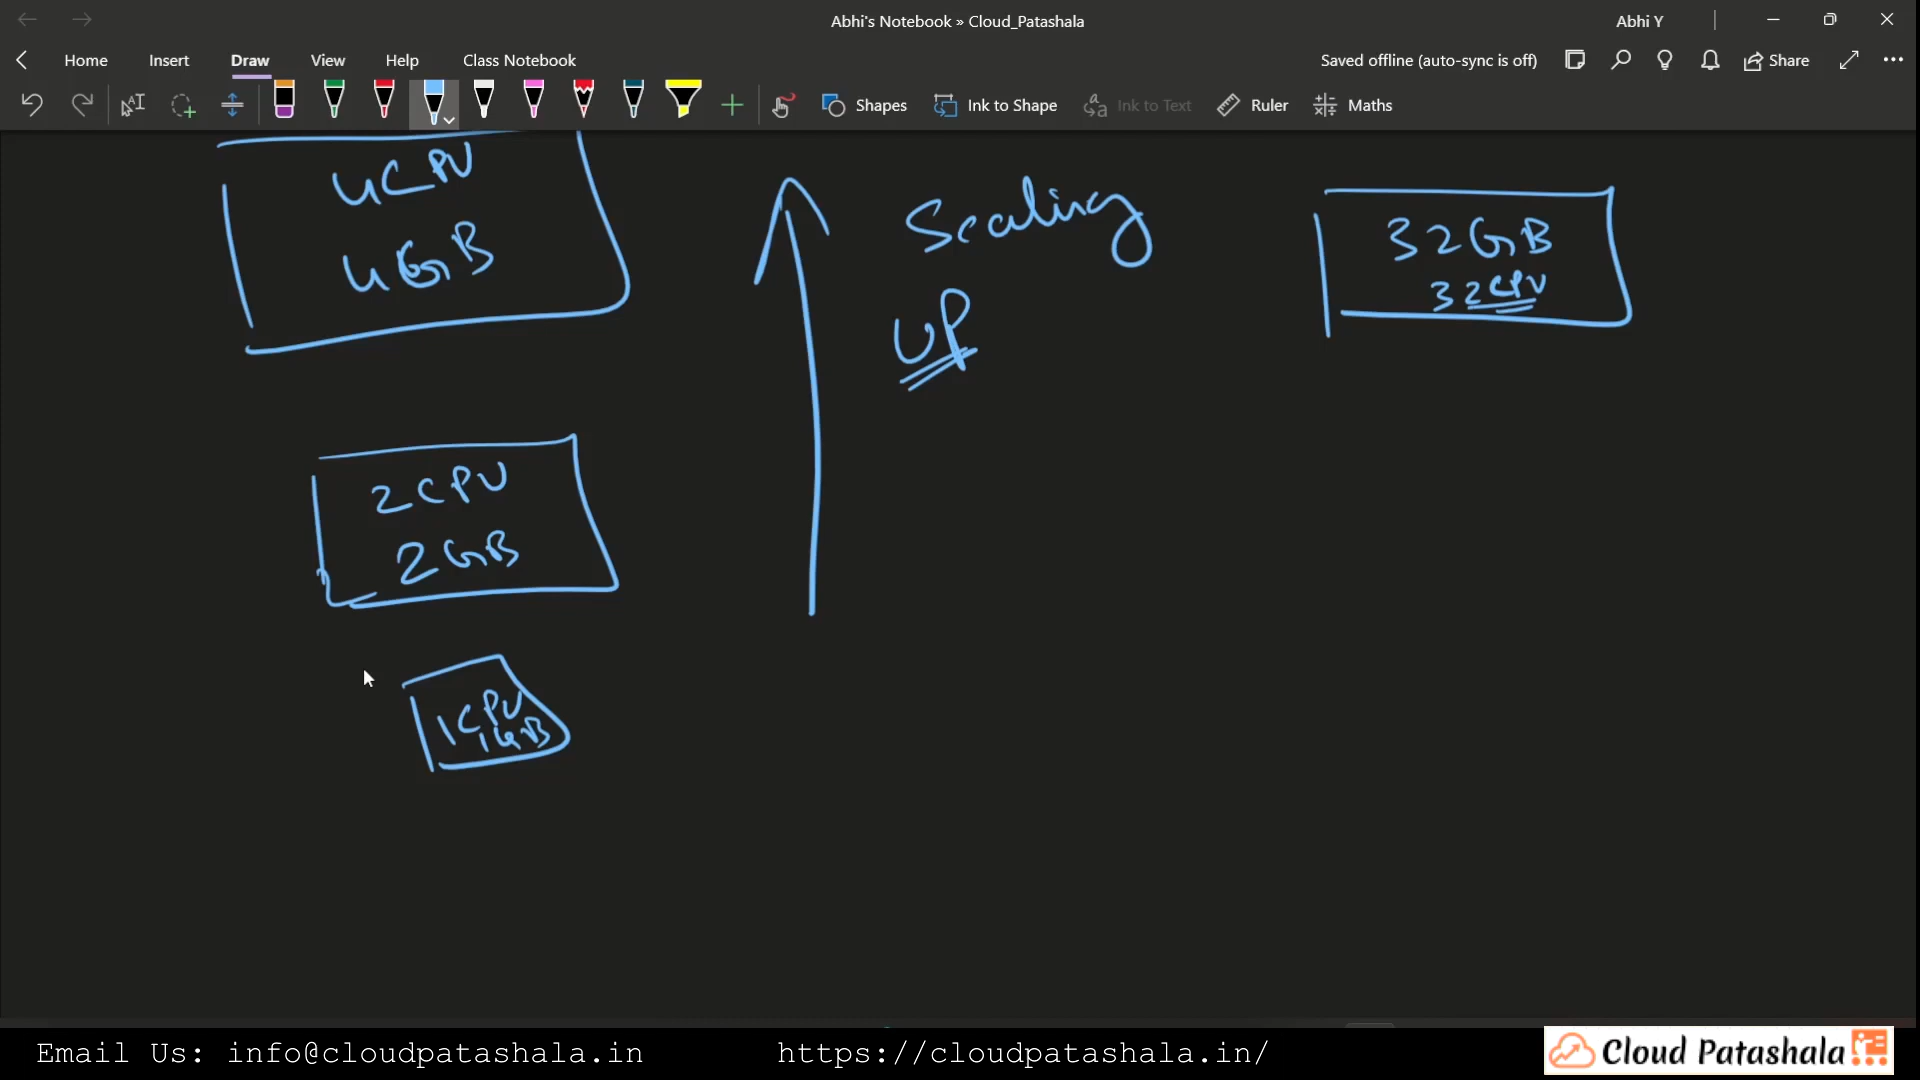 Abhi's Notebook » Cloud_Patashala
Abhi Y
Home
Insert
Draw
View
Help
Class Notebook
Saved offline (auto-sync is off)
Share
Shapes
Ink to Shape
Ink to Text
Ruler
Maths
4CPU
4GB
Scaling
UP
32GB
32CPU
2CPU
2GB
1CPU
1GB
Email Us: info@cloudpatashala.in
https://cloudpatashala.in/
Cloud Patashala